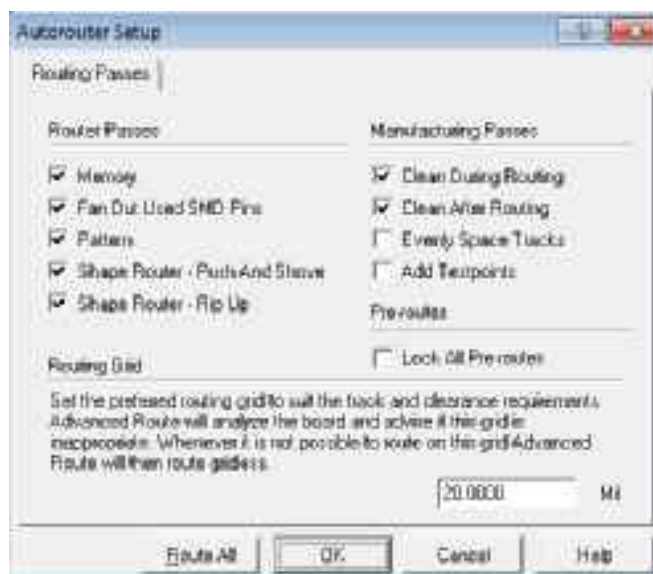 Autorouter Setup
Routing Passes
Router Passes
Memory
Fan Out Used SMD Pins
Pattern
Shape Router - Push And Shove
Shape Router - Rip Up
Manufacturing Passes
Clean During Routing
Clean After Routing
Evenly Space Tracks
Add Testpoints
Pre-routes
Lock All Pre-routes
Routing Grid
Set the preferred routing grid to suit the track and clearance requirements.
Advanced Route will analyze the board and advise if this grid is
inappropriate. Whenever it is not possible to route on this grid Advanced
Route will then route gridless.
20.0000 Mil
Route All OK Cancel Help